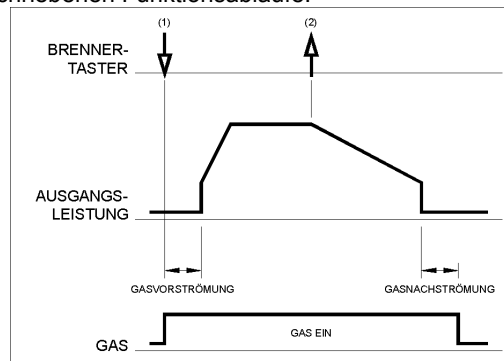 (1) (2)
BRENNER-
TASTER
AUSGANGS-
LEISTUNG
GASVORSTRÖMUNG GASNACHSTRÖMUNG
GAS EIN
GAS